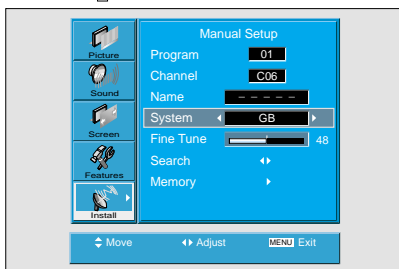 Manual Setup
Picture
Program 01
Channel C06
Sound
Name – – – – –
System GB
Screen
Fine Tune 48
Search
Features
Memory
Install
Move Adjust MENU Exit